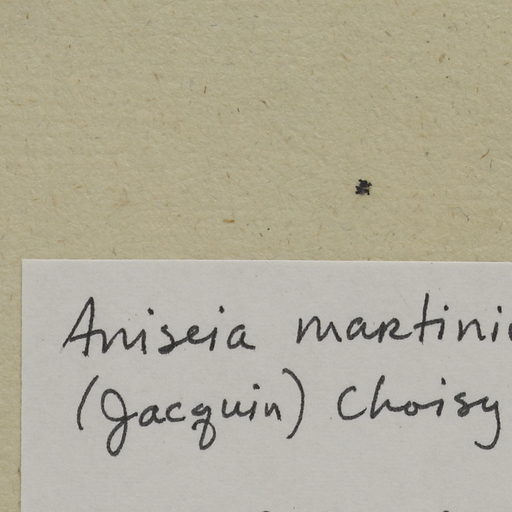 Aniseia martini
(Jacquin) Choisy